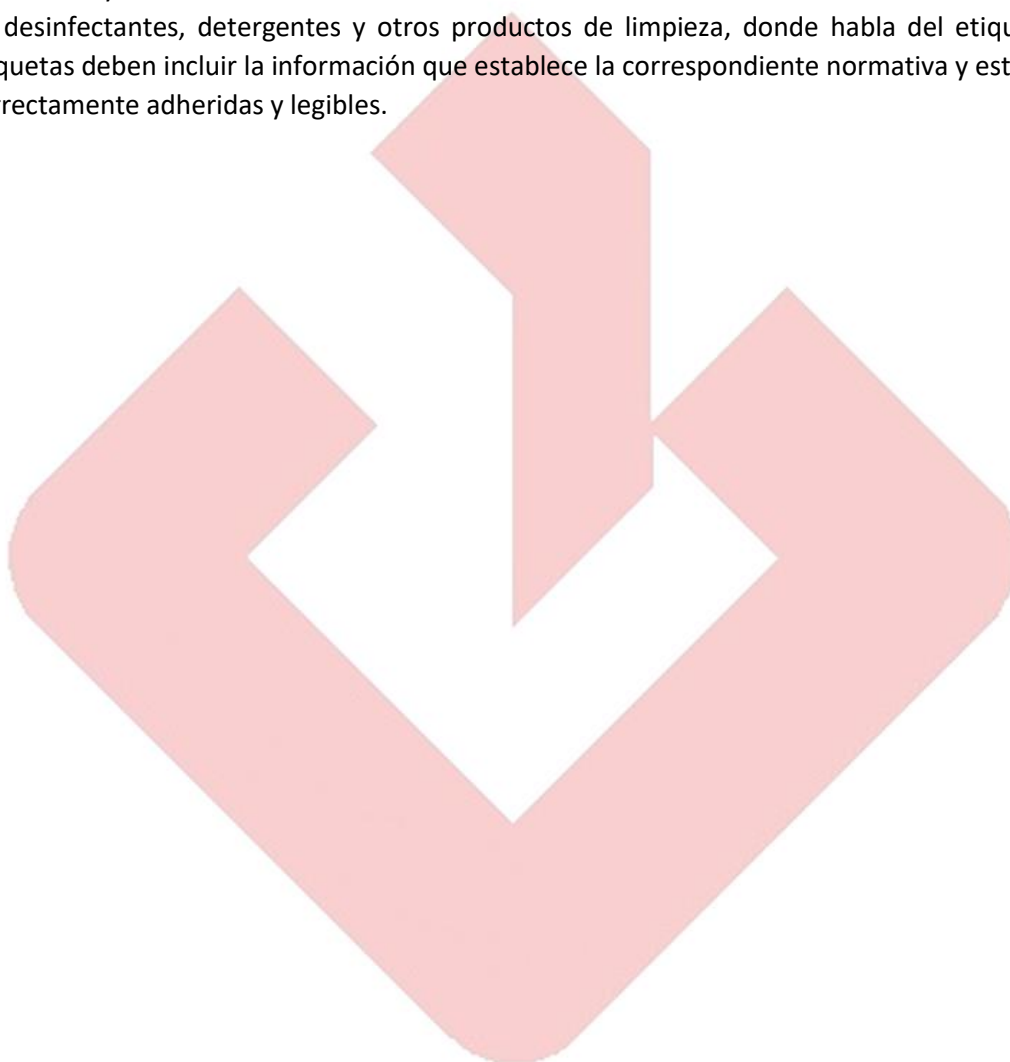 desinfectantes, detergentes y otros productos de limpieza, donde habla del etiqu
quetas deben incluir la información que establece la correspondiente normativa y est
rrectamente adheridas y legibles.